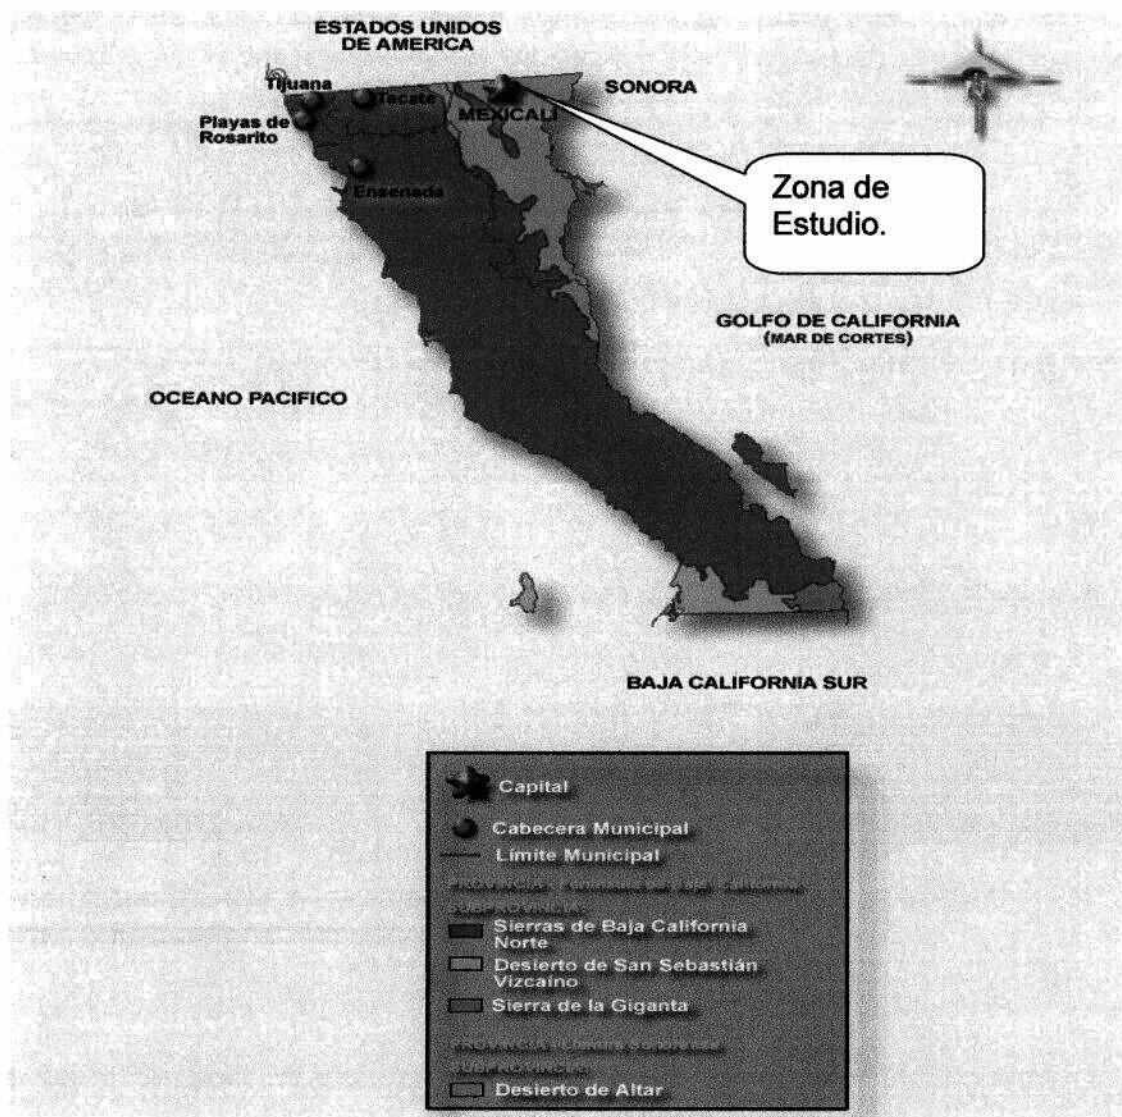 ESTADOS UNIDOS
DE AMERICA
Tijuana
Tecate
SONORA
MEXICALI
Playas de
Rosarito
Ensenada
Zona de
Estudio.
GOLFO DE CALIFORNIA
(MAR DE CORTES)
OCEANO PACIFICO
BAJA CALIFORNIA SUR
Capital
Cabecera Municipal
Límite Municipal
Sierras de Baja California
Norte
Desierto de San Sebastián
Vizcaíno
Sierra de la Giganta
Desierto de Altar